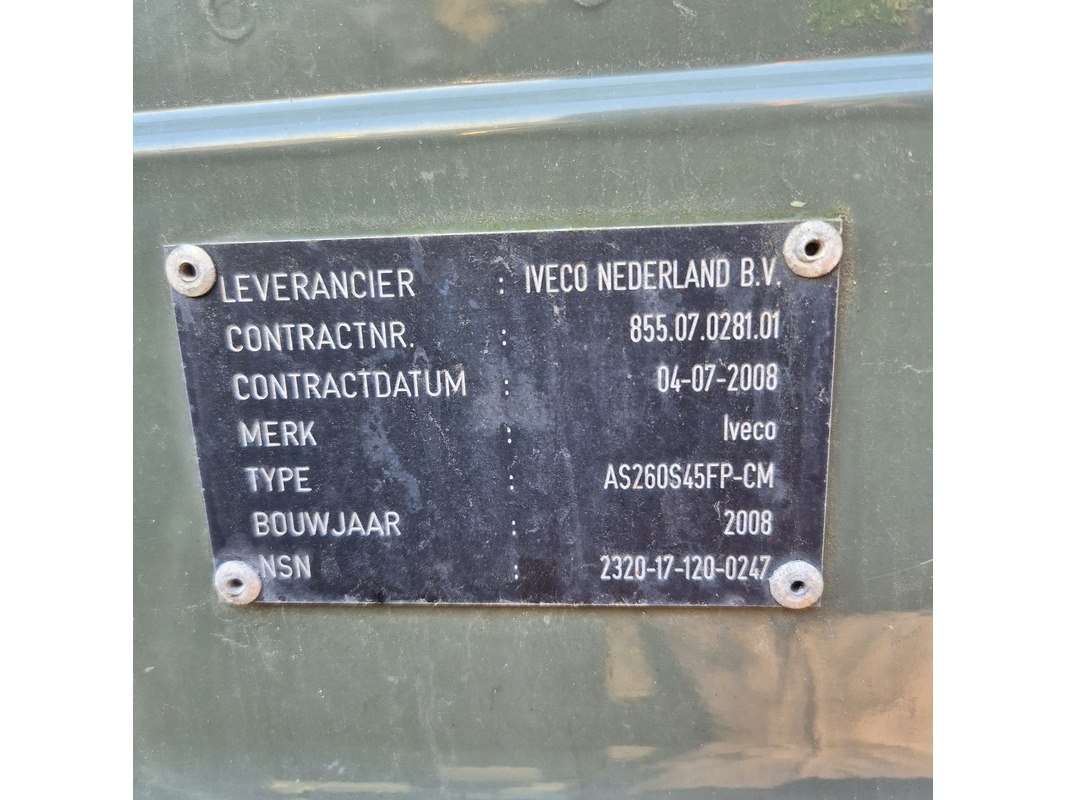 LEVERANCIER : IVECO NEDERLAND B.V.
CONTRACTNR. : 855.07.0281.01
CONTRACTDATUM : 04-07-2008
MERK : Iveco
TYPE : AS260S45FP-CM
BOUWJAAR : 2008
NSN : 2320-17-120-0247